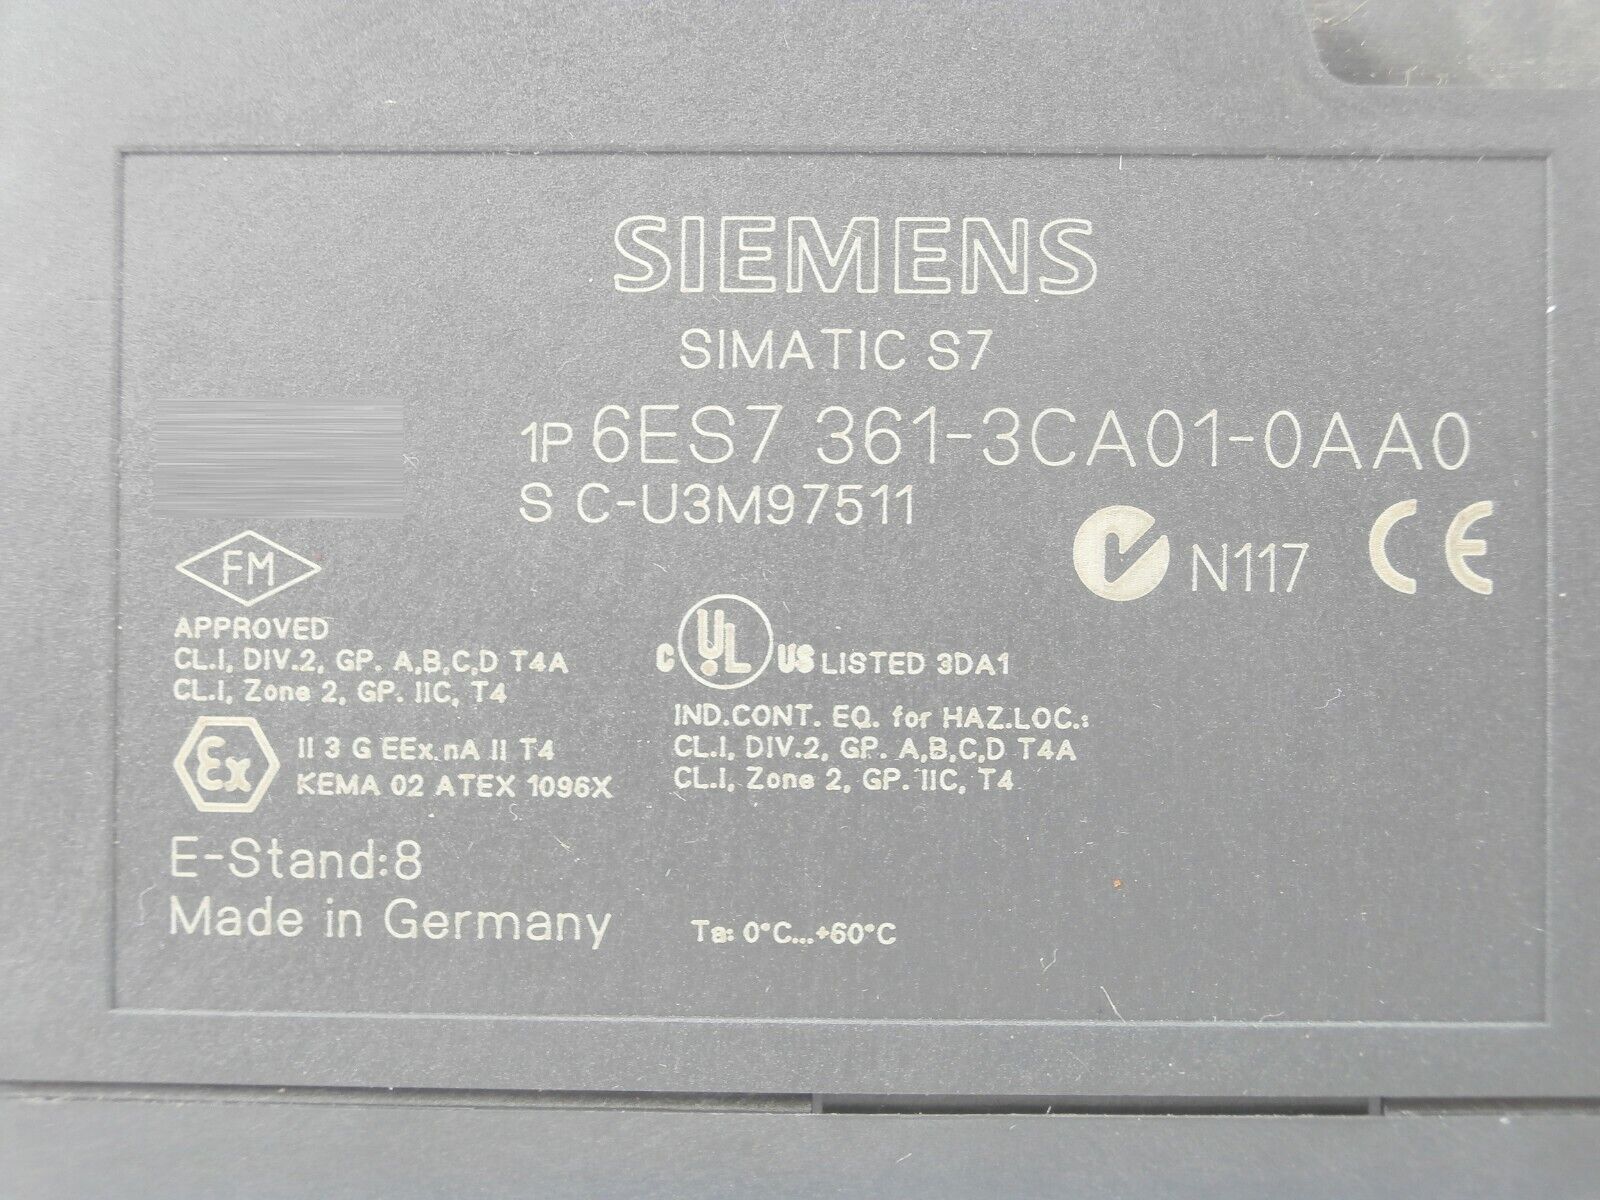 SIEMENS
SIMATIC S7
1P 6ES7 361-3CA01-0AA0
S C-U3M97511
FM
APPROVED
CL.I, DIV.2, GP. A,B,C,D T4A
CL.I, Zone 2, GP. IIC, T4
N117 CE
C UL US LISTED 3DA1
IND.CONT. EQ. for HAZ.LOC.:
CL.I, DIV.2, GP. A,B,C,D T4A
CL.I, Zone 2, GP. IIC, T4
Ex II 3 G EEx nA II T4
KEMA 02 ATEX 1096X
E-Stand:8
Made in Germany
Ta: 0°C...+60°C